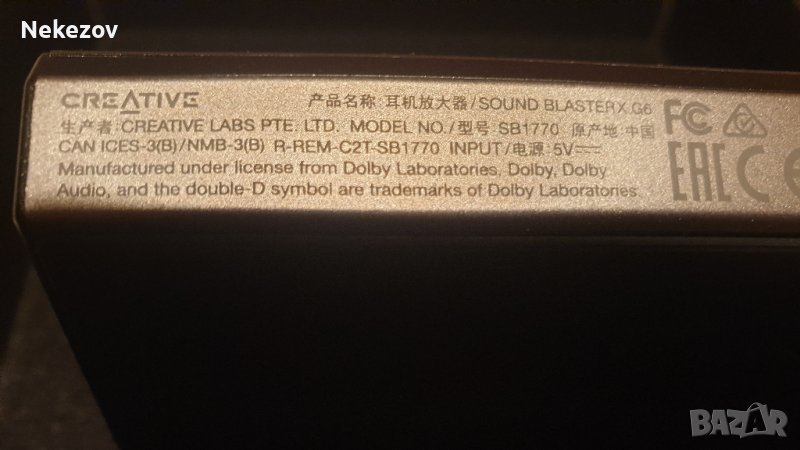 Nekezov
CREATIVE
产品名称: 耳机放大器/SOUND BLASTERX G6
生产者: CREATIVE LABS PTE. LTD. MODEL NO./型号: SB1770 原产地:中国
CAN ICES-3(B)/NMB-3(B) R-REM-C2T-SB1770 INPUT/电源: 5V⎓
Manufactured under license from Dolby Laboratories, Dolby, Dolby
Audio, and the double-D symbol are trademarks of Dolby Laboratories.
FC
EAC CE
BAZAR